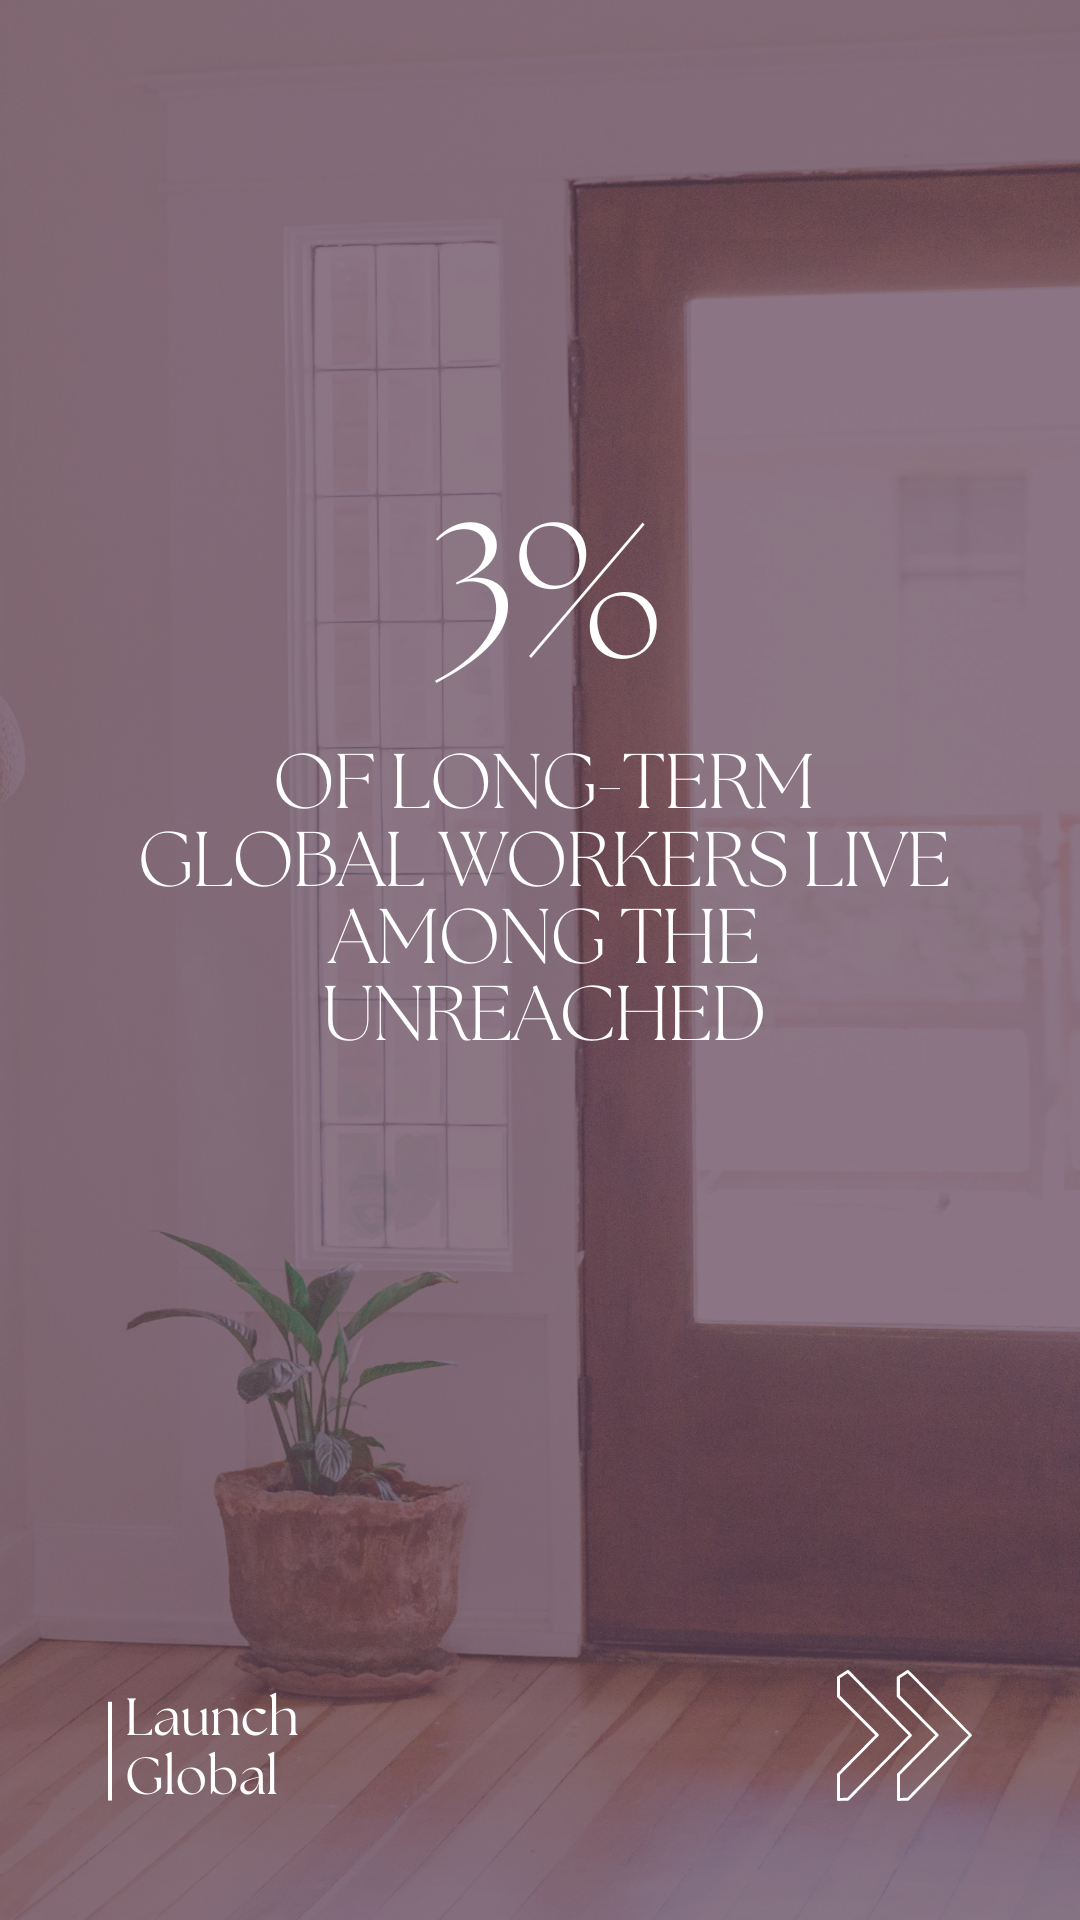 3%
OF LONG-TERM
GLOBAL WORKERS LIVE
AMONG THE
UNREACHED
Launch
Global